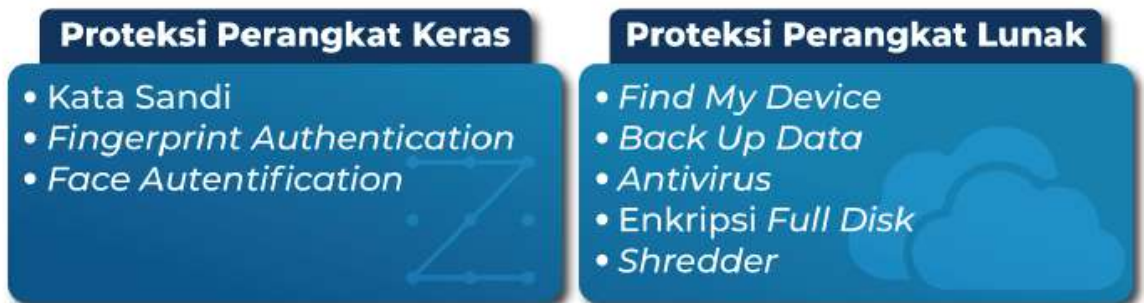 Proteksi Perangkat Keras
• Kata Sandi
• Fingerprint Authentication
• Face Autentification
Proteksi Perangkat Lunak
• Find My Device
• Back Up Data
• Antivirus
• Enkripsi Full Disk
• Shredder